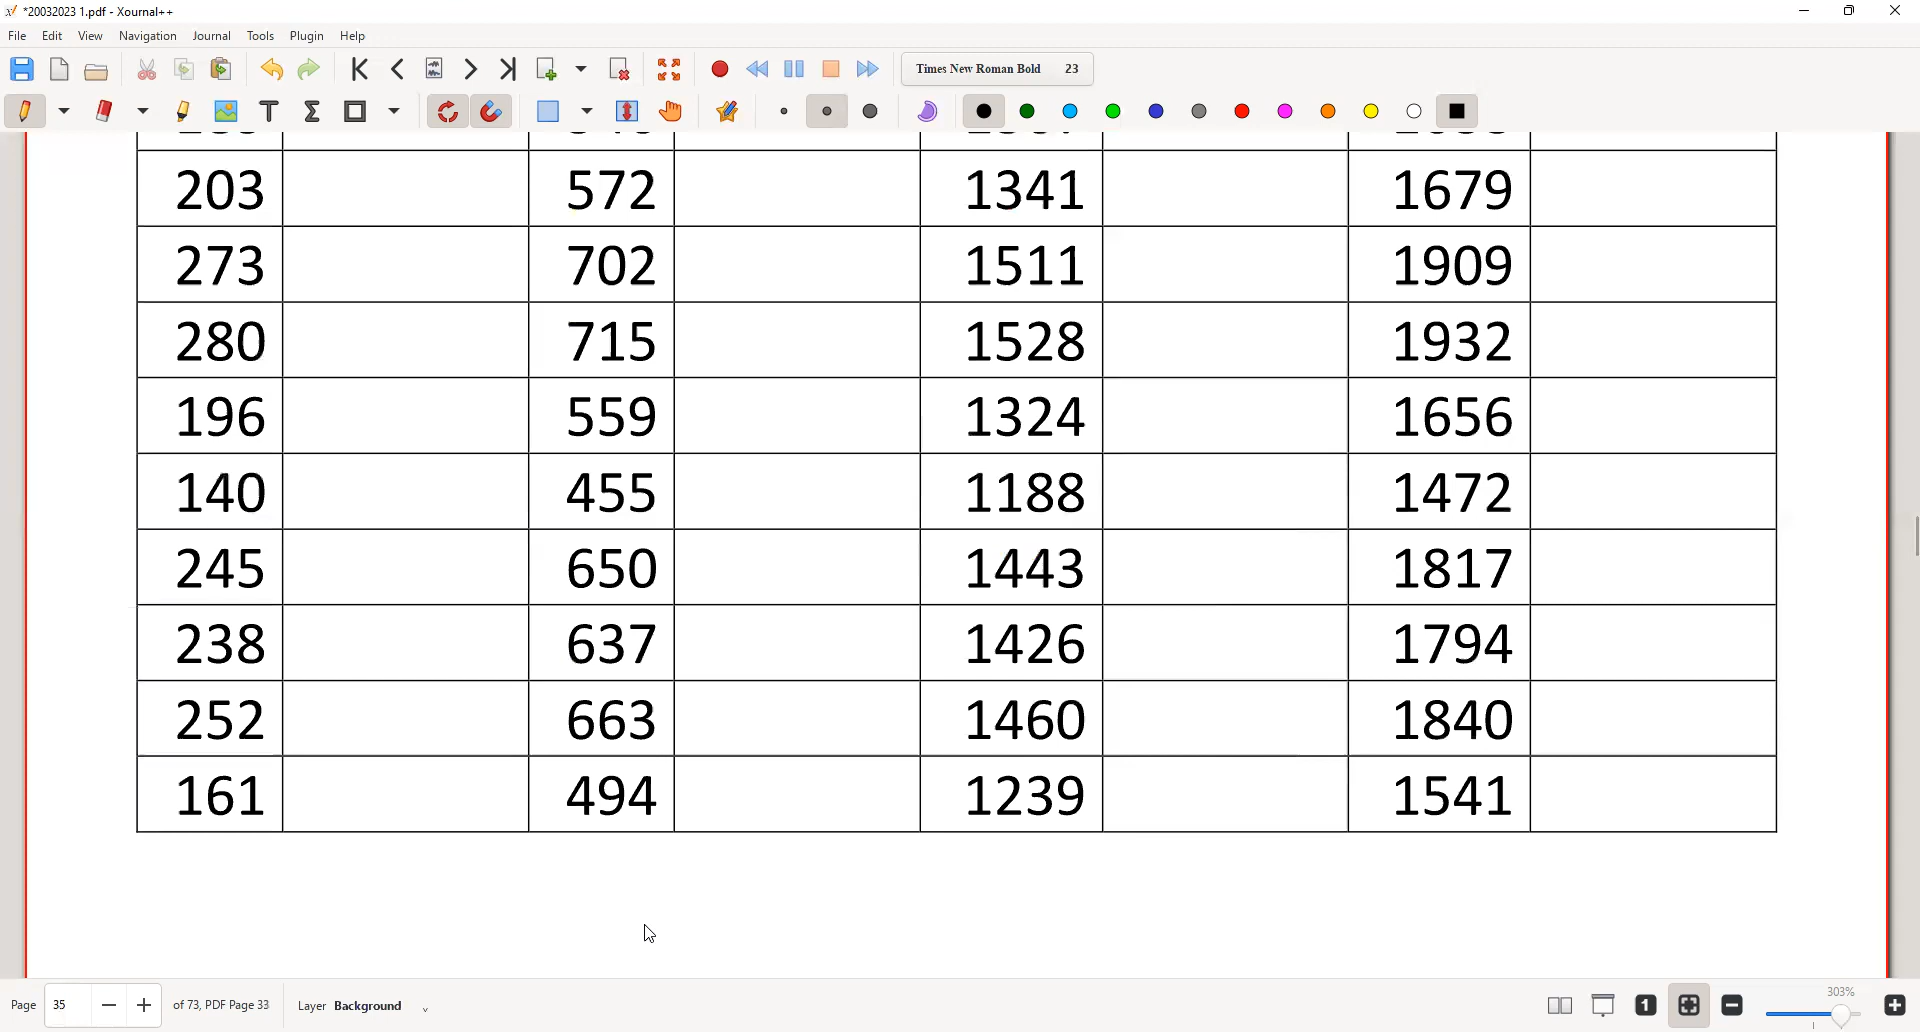 *20032023 1.pdf - Xournal++
File Edit View Navigation Journal Tools Plugin Help
Times New Roman Bold 23
203 572 1341 1679
273 702 1511 1909
280 715 1528 1932
196 559 1324 1656
140 455 1188 1472
245 650 1443 1817
238 637 1426 1794
252 663 1460 1840
161 494 1239 1541
Page 35 of 73, PDF Page 33 Layer Background 303%